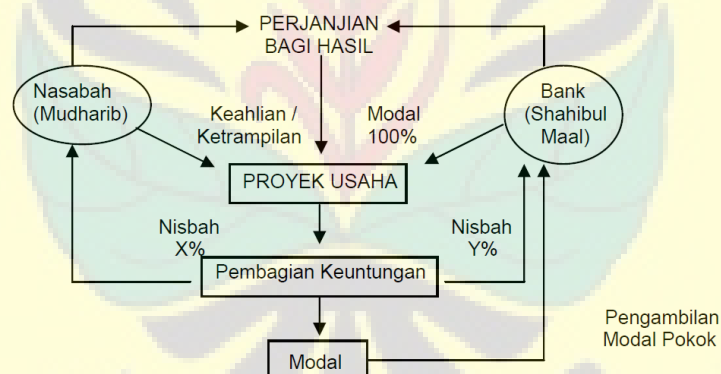 PERJANJIAN
BAGI HASIL
Nasabah
(Mudharib)
Bank
(Shahibul
Maal)
Keahlian /
Ketrampilan
Modal
100%
PROYEK USAHA
Nisbah
X%
Nisbah
Y%
Pembagian Keuntungan
Pengambilan
Modal Pokok
Modal